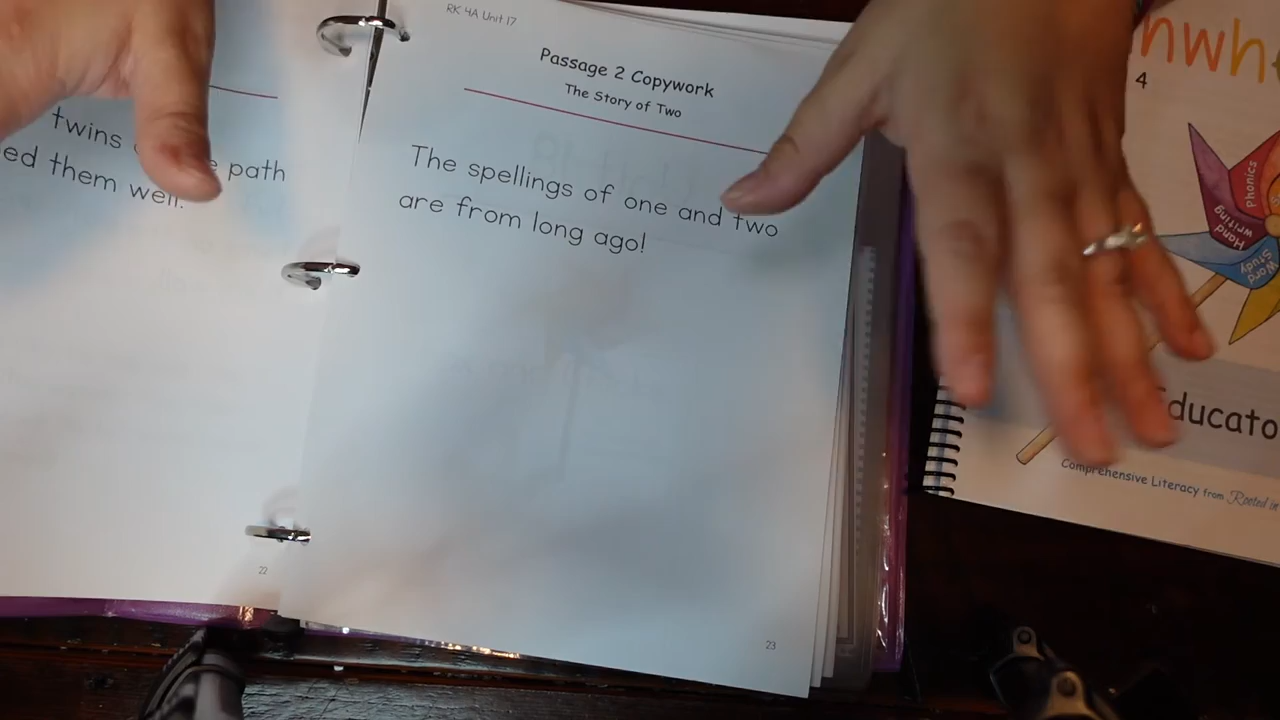 twins path
ed them well.
22
RK 4A Unit 17
Passage 2 Copywork
The Story of Two
The spellings of one and two
are from long ago!
23
nwh
4
Phonics
Hand
writing
Word
Study
Educato
Comprehensive Literacy from Rooted in